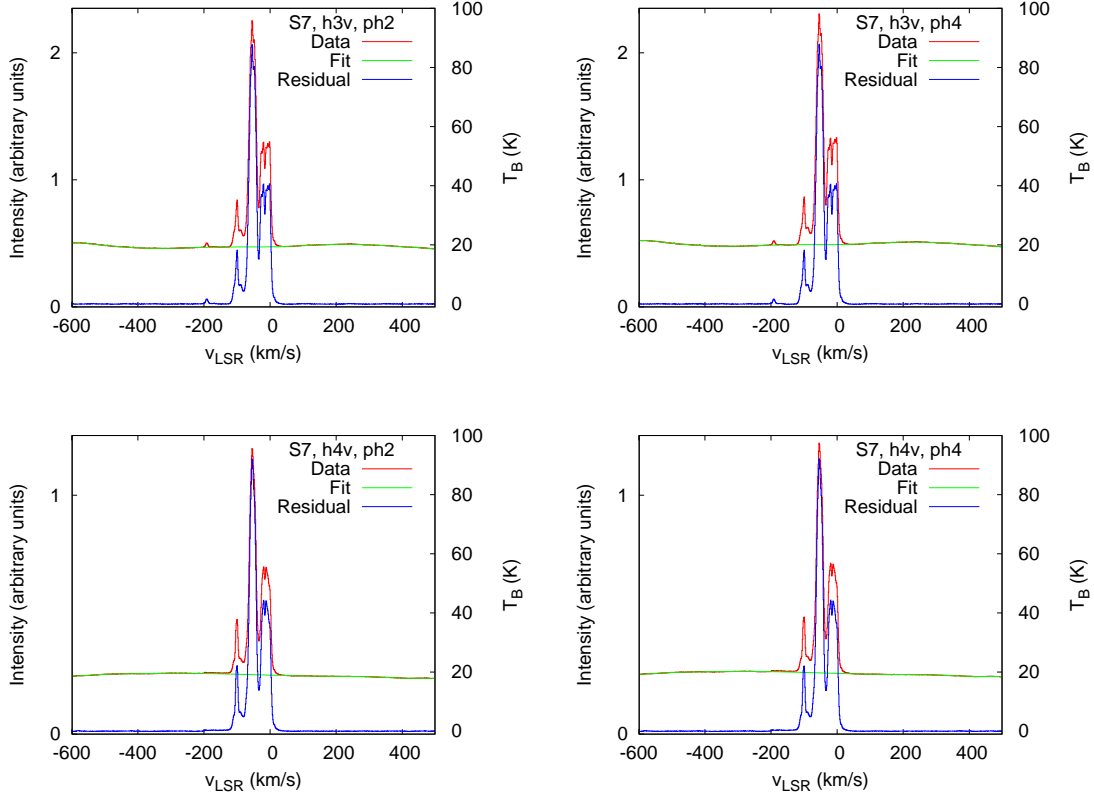 S7, h3v, ph2
Data
Fit
Residual
Intensity (arbitrary units)
0
1
2
T_B (K)
0
20
40
60
80
100
-600 -400 -200 0 200 400
v_LSR (km/s)
S7, h3v, ph4
Data
Fit
Residual
Intensity (arbitrary units)
0
1
2
T_B (K)
0
20
40
60
80
100
-600 -400 -200 0 200 400
v_LSR (km/s)
S7, h4v, ph2
Data
Fit
Residual
Intensity (arbitrary units)
0
1
T_B (K)
0
20
40
60
80
100
-600 -400 -200 0 200 400
v_LSR (km/s)
S7, h4v, ph4
Data
Fit
Residual
Intensity (arbitrary units)
0
1
T_B (K)
0
20
40
60
80
100
-600 -400 -200 0 200 400
v_LSR (km/s)